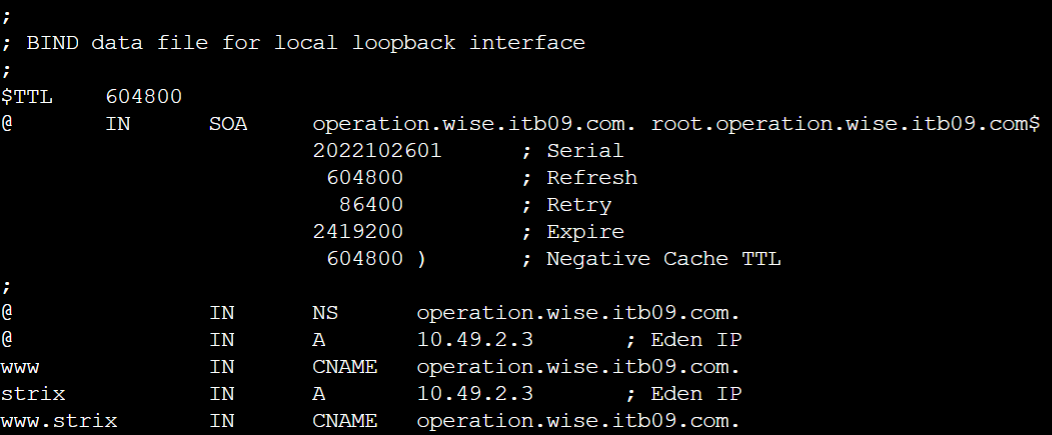 ;
; BIND data file for local loopback interface
;
$TTL    604800
@       IN      SOA     operation.wise.itb09.com. root.operation.wise.itb09.com$
                        2022102601      ; Serial
                         604800         ; Refresh
                          86400         ; Retry
                        2419200         ; Expire
                         604800 )       ; Negative Cache TTL
;
@               IN      NS      operation.wise.itb09.com.
@               IN      A       10.49.2.3       ; Eden IP
www             IN      CNAME   operation.wise.itb09.com.
strix           IN      A       10.49.2.3       ; Eden IP
www.strix       IN      CNAME   operation.wise.itb09.com.